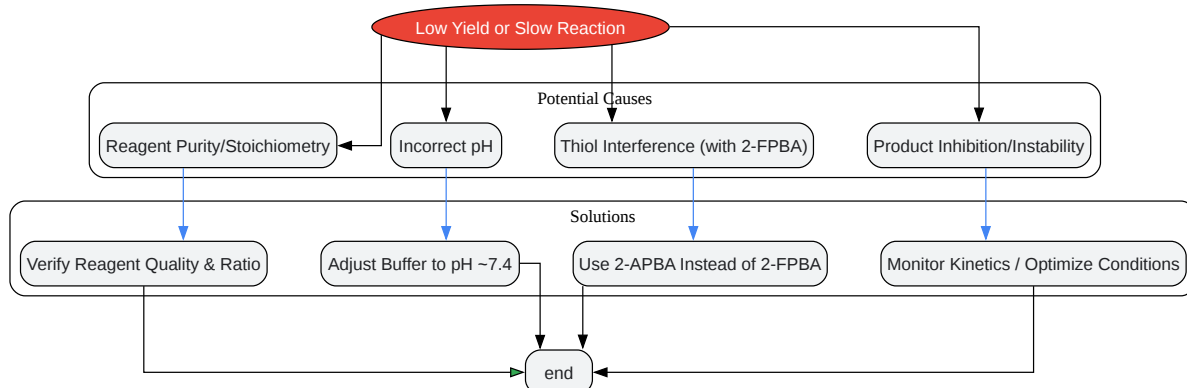 Low Yield or Slow Reaction
Potential Causes
Reagent Purity/Stoichiometry
Incorrect pH
Thiol Interference (with 2-FPBA)
Product Inhibition/Instability
Solutions
Verify Reagent Quality & Ratio
Adjust Buffer to pH ~7.4
Use 2-APBA Instead of 2-FPBA
Monitor Kinetics / Optimize Conditions
end